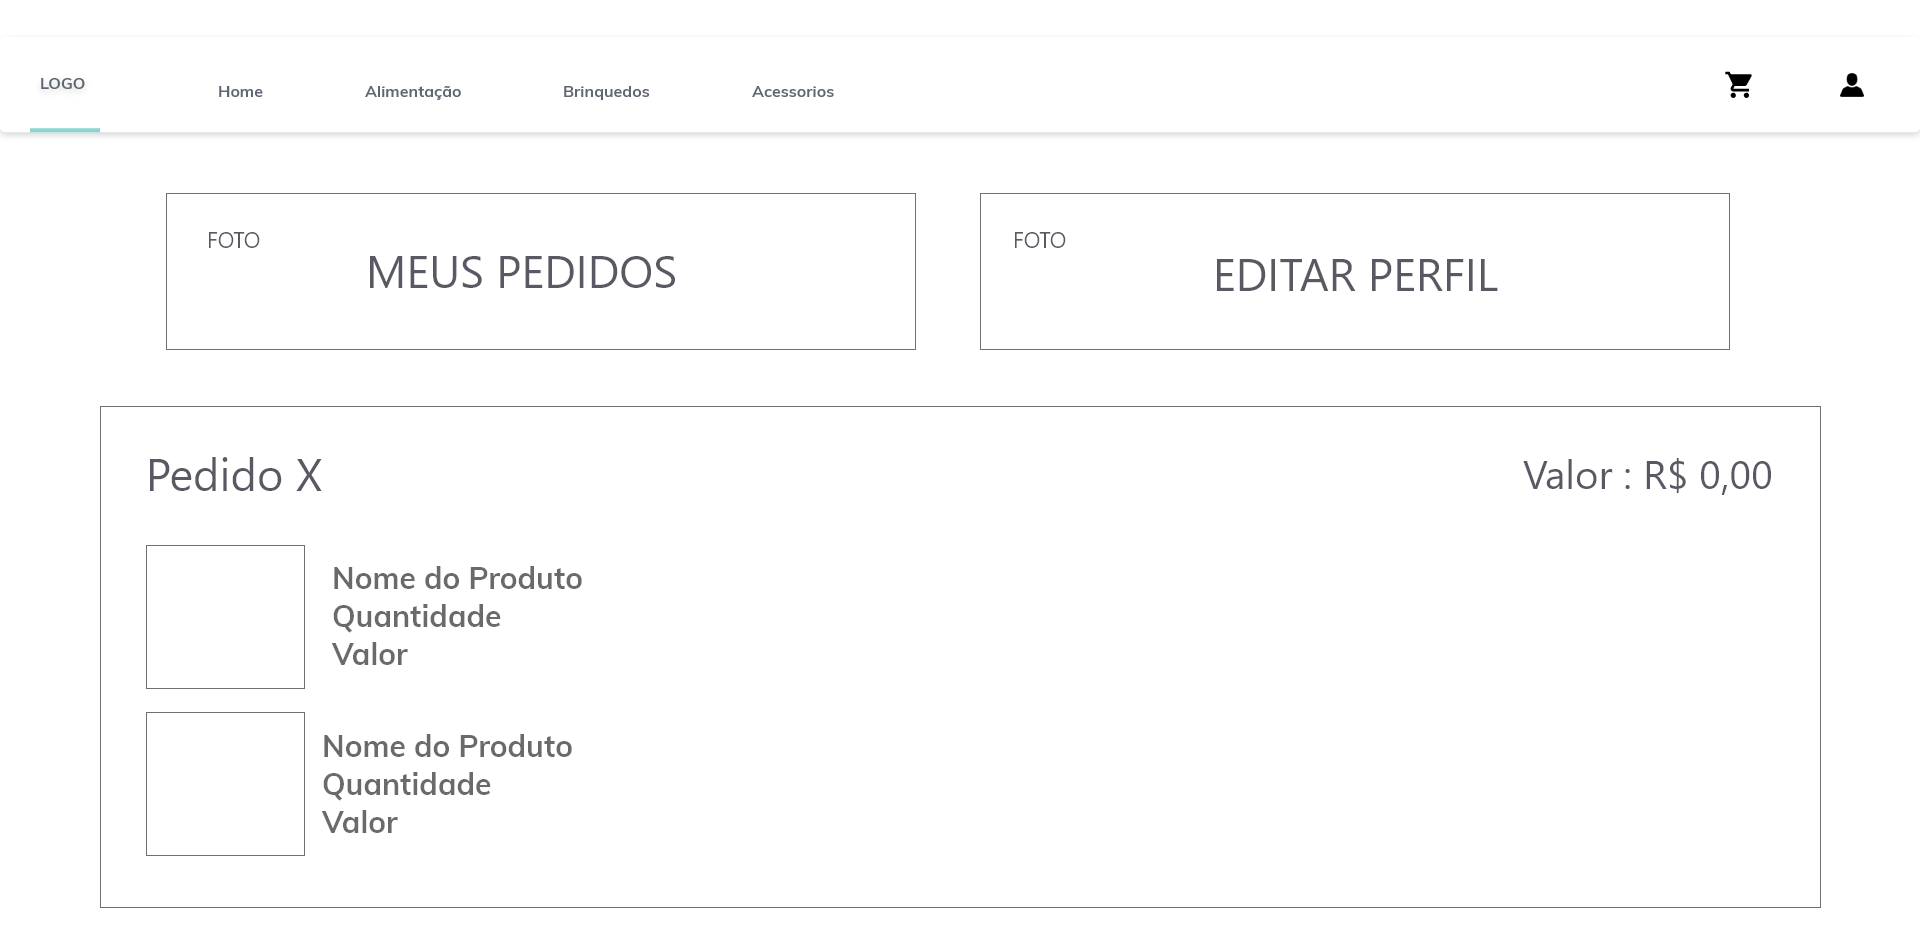 LOGO
Home
Alimentação
Brinquedos
Acessorios
FOTO
MEUS PEDIDOS
FOTO
EDITAR PERFIL
Pedido X
Valor : R$ 0,00
Nome do Produto
Quantidade
Valor
Nome do Produto
Quantidade
Valor